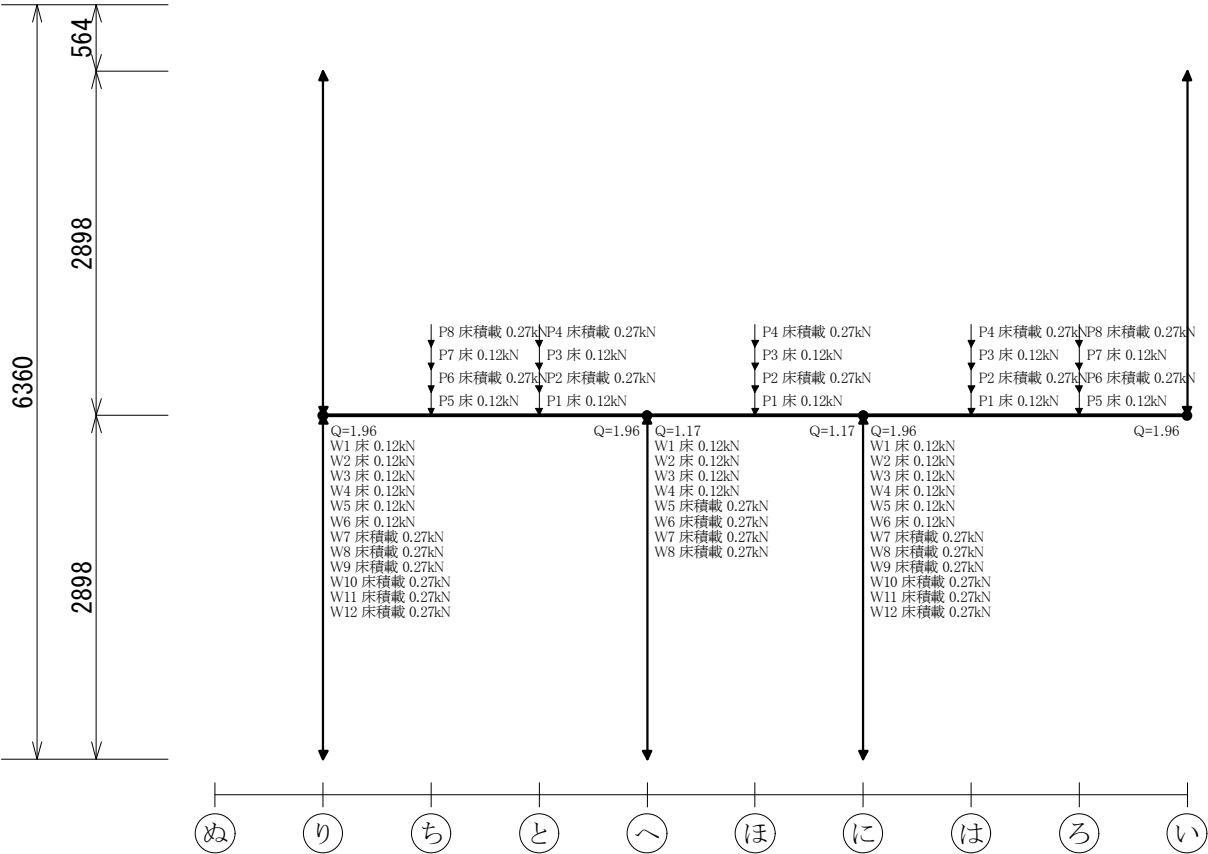 564
2898
6360
2898
P8 床積載 0.27kN
P7 床 0.12kN
P6 床積載 0.27kN
P5 床 0.12kN
P4 床積載 0.27kN
P3 床 0.12kN
P2 床積載 0.27kN
P1 床 0.12kN
P4 床積載 0.27kN
P3 床 0.12kN
P2 床積載 0.27kN
P1 床 0.12kN
P4 床積載 0.27kN
P3 床 0.12kN
P2 床積載 0.27kN
P1 床 0.12kN
P8 床積載 0.27kN
P7 床 0.12kN
P6 床積載 0.27kN
P5 床 0.12kN
Q=1.96
W1 床 0.12kN
W2 床 0.12kN
W3 床 0.12kN
W4 床 0.12kN
W5 床 0.12kN
W6 床 0.12kN
W7 床積載 0.27kN
W8 床積載 0.27kN
W9 床積載 0.27kN
W10 床積載 0.27kN
W11 床積載 0.27kN
W12 床積載 0.27kN
Q=1.96
Q=1.17
W1 床 0.12kN
W2 床 0.12kN
W3 床 0.12kN
W4 床 0.12kN
W5 床積載 0.27kN
W6 床積載 0.27kN
W7 床積載 0.27kN
W8 床積載 0.27kN
Q=1.17
Q=1.96
W1 床 0.12kN
W2 床 0.12kN
W3 床 0.12kN
W4 床 0.12kN
W5 床 0.12kN
W6 床 0.12kN
W7 床積載 0.27kN
W8 床積載 0.27kN
W9 床積載 0.27kN
W10 床積載 0.27kN
W11 床積載 0.27kN
W12 床積載 0.27kN
Q=1.96
ぬ
り
ち
と
へ
ほ
に
は
ろ
い